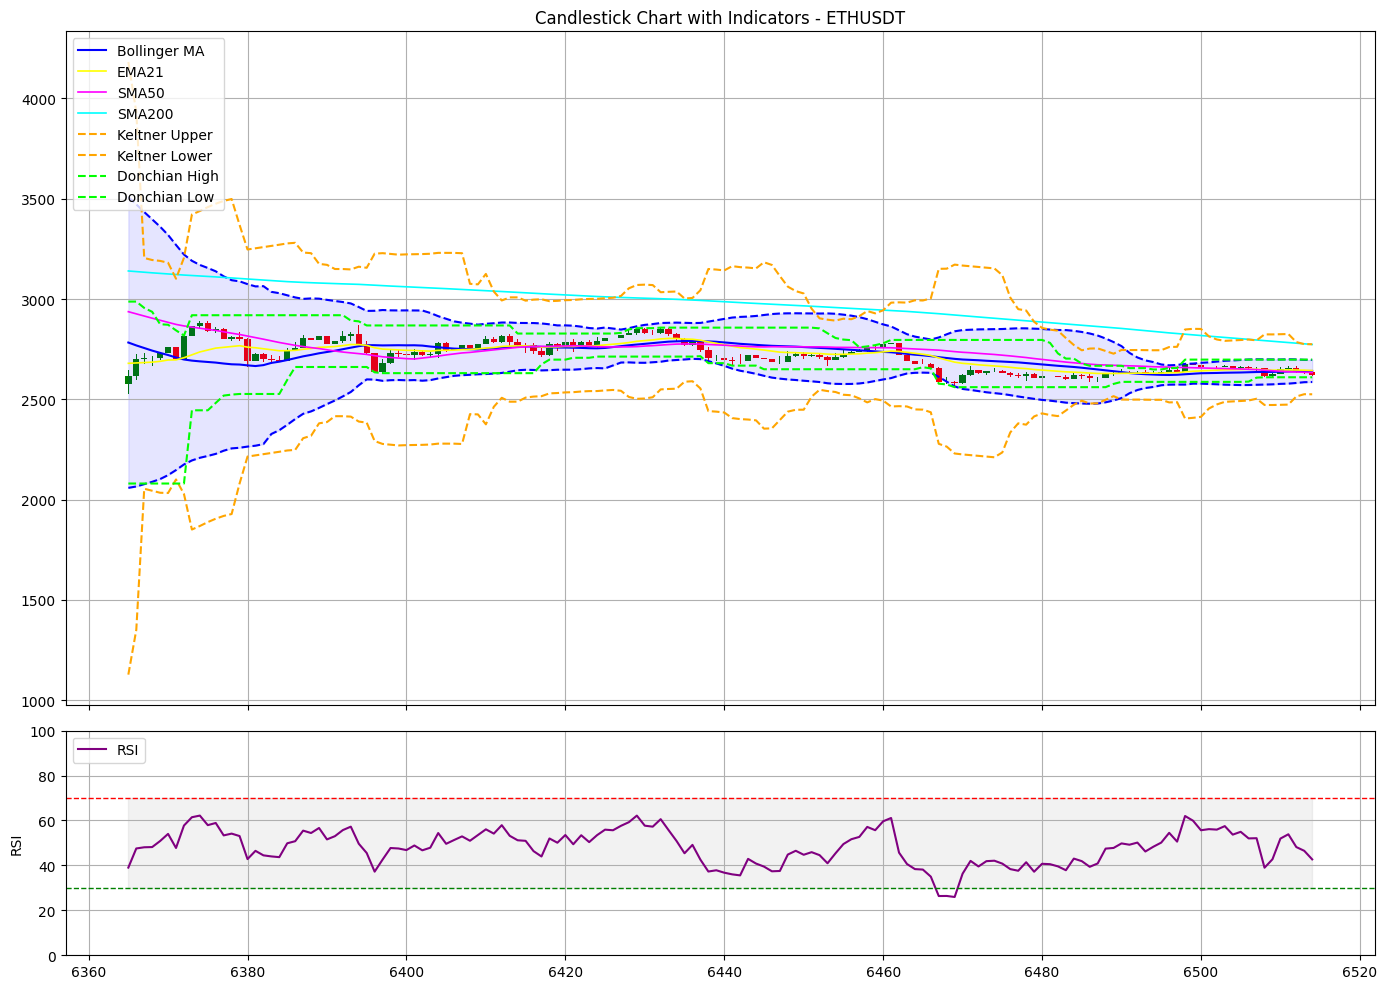 Candlestick Chart with Indicators - ETHUSDT
Bollinger MA
EMA21
SMA50
SMA200
Keltner Upper
Keltner Lower
Donchian High
Donchian Low
4000
3500
3000
2500
2000
1500
1000
RSI
100
80
60
40
20
0
RSI
6360 6380 6400 6420 6440 6460 6480 6500 6520